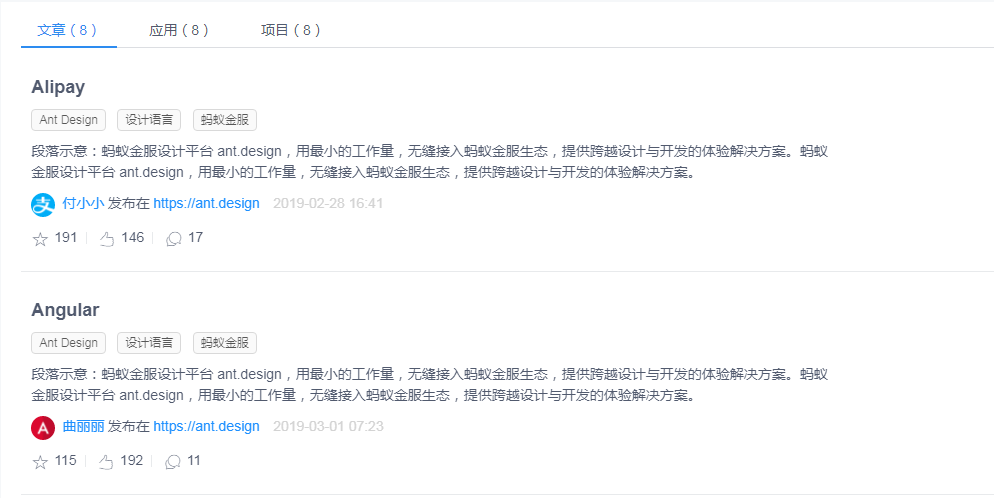 文章（8） 应用（8） 项目（8）
Alipay
Ant Design 设计语言 蚂蚁金服
段落示意：蚂蚁金服设计平台 ant.design，用最小的工作量，无缝接入蚂蚁金服生态，提供跨越设计与开发的体验解决方案。蚂蚁
金服设计平台 ant.design，用最小的工作量，无缝接入蚂蚁金服生态，提供跨越设计与开发的体验解决方案。
支 付小小 发布在 https://ant.design 2019-02-28 16:41
191 146 17
Angular
Ant Design 设计语言 蚂蚁金服
段落示意：蚂蚁金服设计平台 ant.design，用最小的工作量，无缝接入蚂蚁金服生态，提供跨越设计与开发的体验解决方案。蚂蚁
金服设计平台 ant.design，用最小的工作量，无缝接入蚂蚁金服生态，提供跨越设计与开发的体验解决方案。
A 曲丽丽 发布在 https://ant.design 2019-03-01 07:23
115 192 11